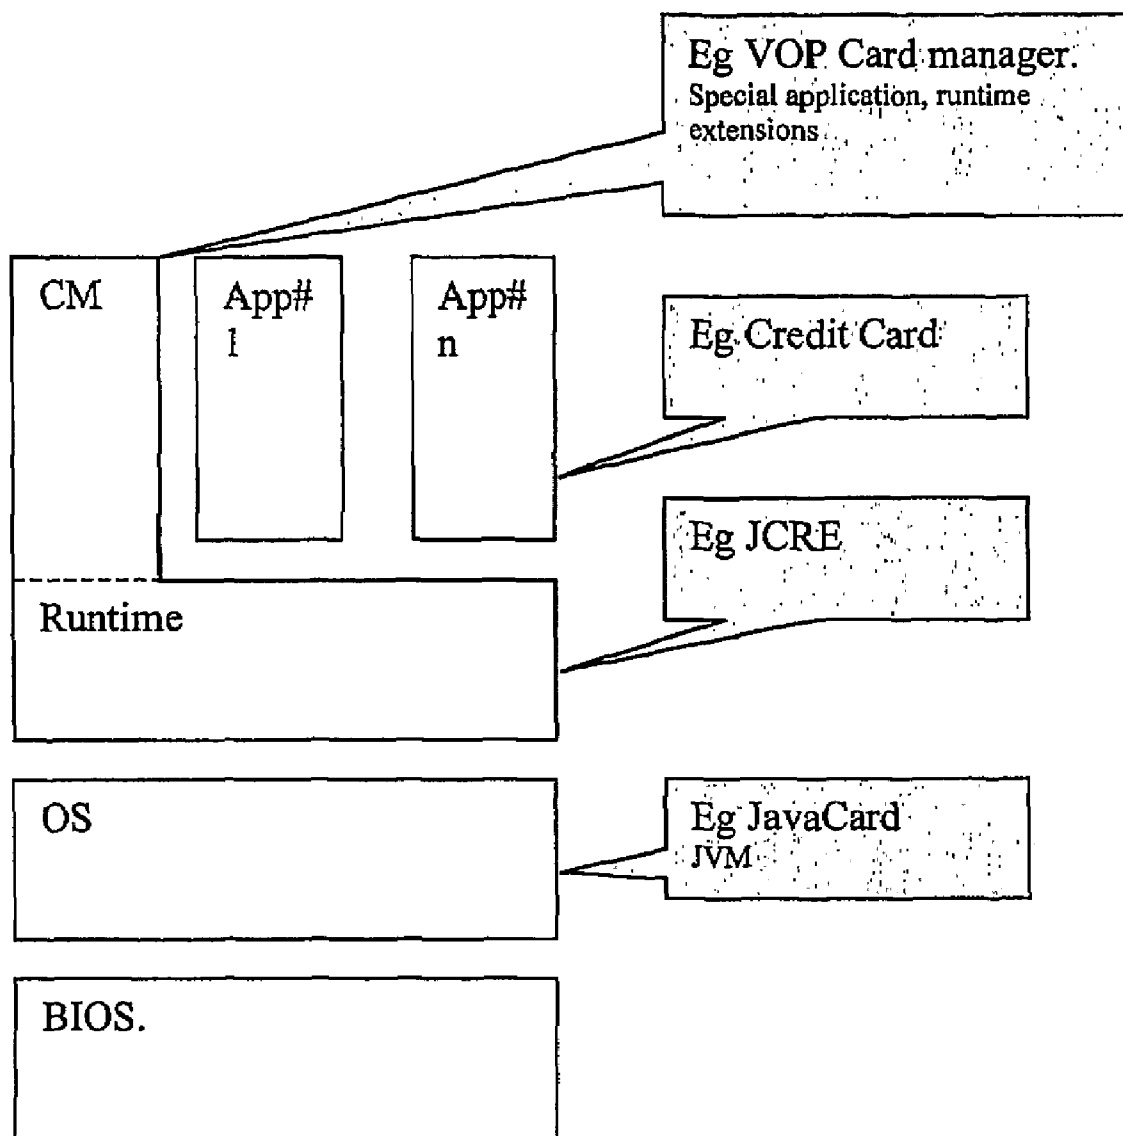 Eg VOP Card manager.
Special application, runtime
extensions
CM
App#
1
App#
n
Eg Credit Card
Eg JCRE
Runtime
OS
Eg JavaCard
JVM
BIOS.